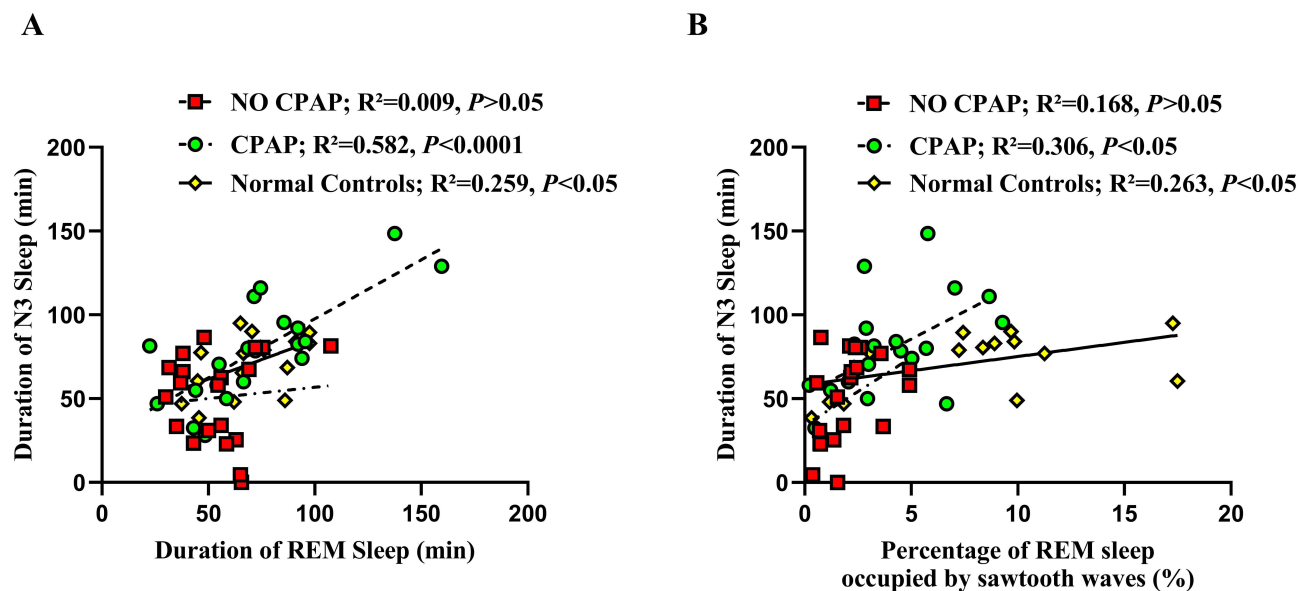 A
NO CPAP; R²=0.009, P>0.05
CPAP; R²=0.582, P<0.0001
Normal Controls; R²=0.259, P<0.05
200
150
100
50
0
Duration of N3 Sleep (min)
0 50 100 150 200
Duration of REM Sleep (min)
B
NO CPAP; R²=0.168, P>0.05
CPAP; R²=0.306, P<0.05
Normal Controls; R²=0.263, P<0.05
200
150
100
50
0
Duration of N3 Sleep (min)
0 5 10 15 20
Percentage of REM sleep
occupied by sawtooth waves (%)